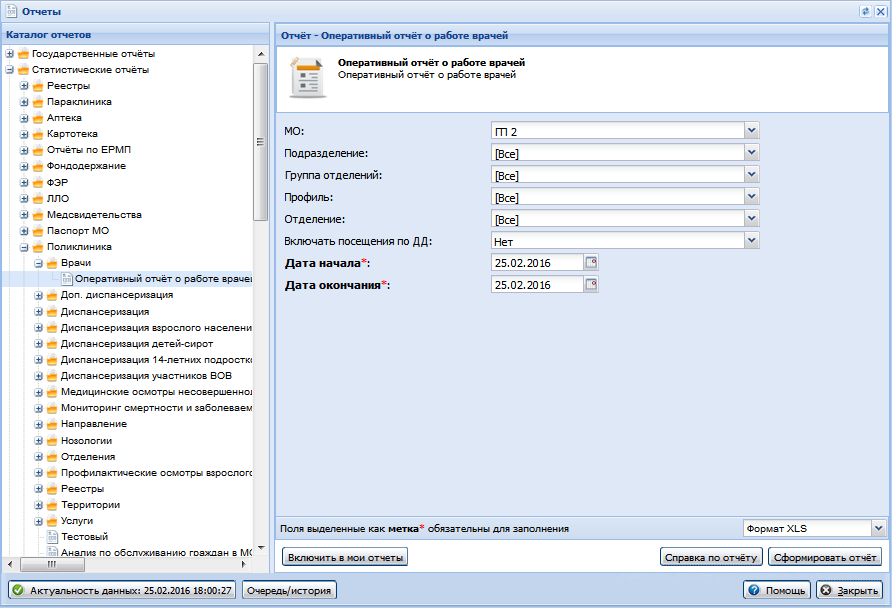 Отчеты
Каталог отчетов
Государственные отчёты
Статистические отчёты
Реестры
Параклиника
Аптека
Картотека
Отчёты по ЕРМП
Фондодержание
ФЭР
ЛЛО
Медсвидетельства
Паспорт МО
Поликлиника
Врачи
Оперативный отчёт о работе врачей
Доп. диспансеризация
Диспансеризация
Диспансеризация взрослого населени
Диспансеризация детей-сирот
Диспансеризация 14-летних подростко
Диспансеризация участников ВОВ
Медицинские осмотры несовершеннол
Мониторинг смертности и заболеваем
Направление
Нозологии
Отделения
Профилактические осмотры взрослого
Реестры
Территории
Услуги
Тестовый
Анализ по обслуживанию граждан в МО
Отчёт - Оперативный отчёт о работе врачей
Оперативный отчёт о работе врачей
Оперативный отчёт о работе врачей
МО: ГП 2
Подразделение: [Все]
Группа отделений: [Все]
Профиль: [Все]
Отделение: [Все]
Включать посещения по ДД: Нет
Дата начала*: 25.02.2016
Дата окончания*: 25.02.2016
Поля выделенные как метка* обязательны для заполнения Формат XLS
Включить в мои отчеты Справка по отчёту Сформировать отчёт
Актуальность данных: 25.02.2016 18:00:27 Очередь/история Помощь Закрыть